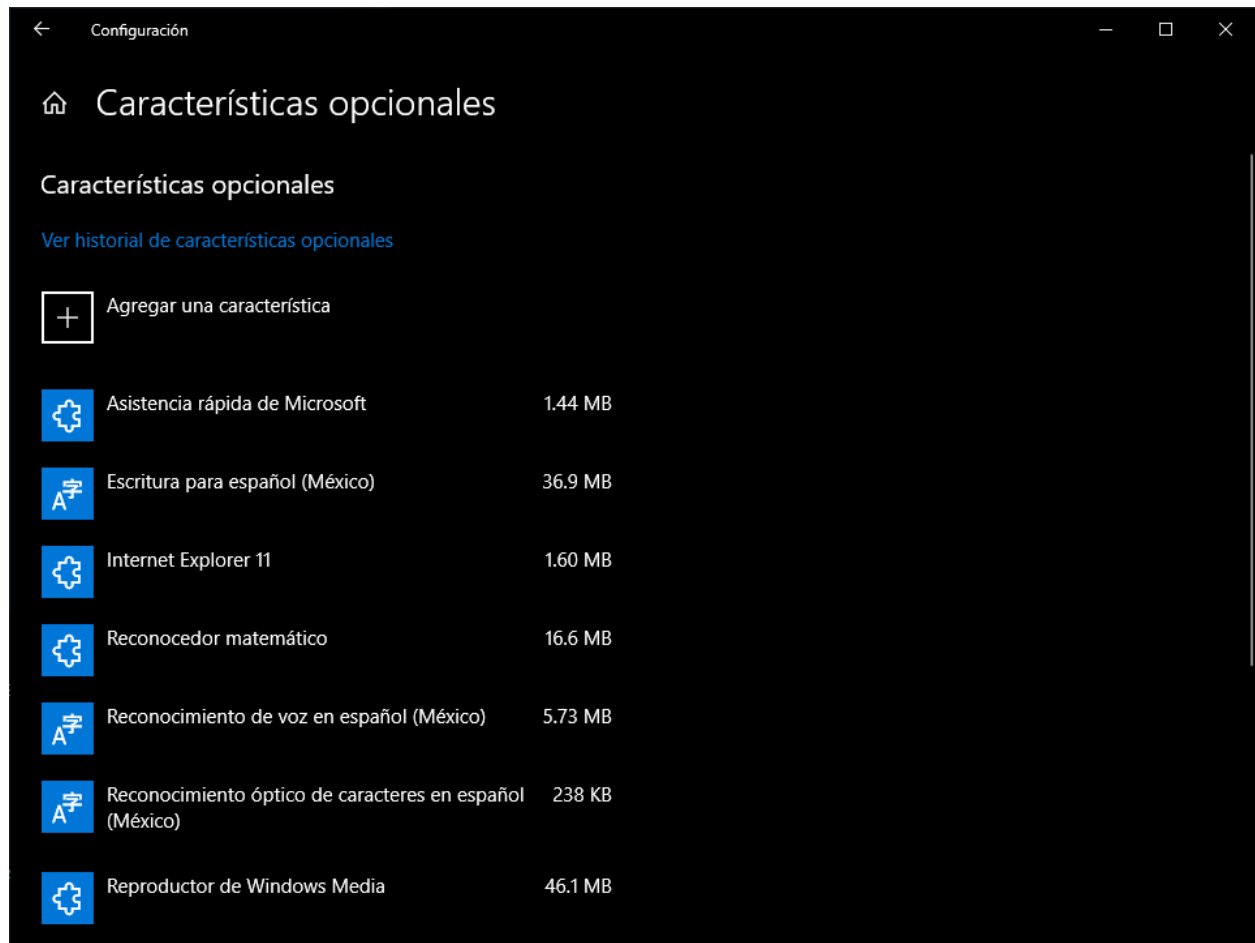 Configuración
Características opcionales
Características opcionales
Ver historial de características opcionales
Agregar una característica
Asistencia rápida de Microsoft 1.44 MB
Escritura para español (México) 36.9 MB
Internet Explorer 11 1.60 MB
Reconocedor matemático 16.6 MB
Reconocimiento de voz en español (México) 5.73 MB
Reconocimiento óptico de caracteres en español 238 KB
(México)
Reproductor de Windows Media 46.1 MB